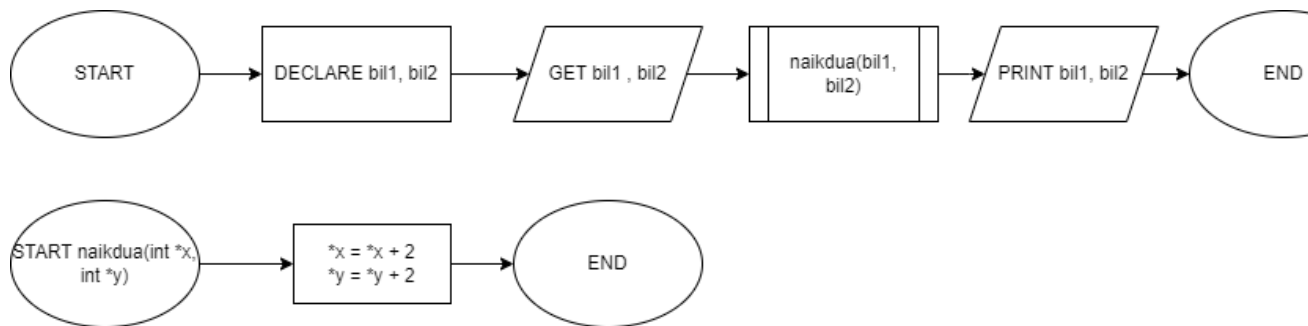 START
DECLARE bil1, bil2
GET bil1 , bil2
naikdua(bil1,
bil2)
PRINT bil1, bil2
END
START naikdua(int *x,
int *y)
*x = *x + 2
*y = *y + 2
END